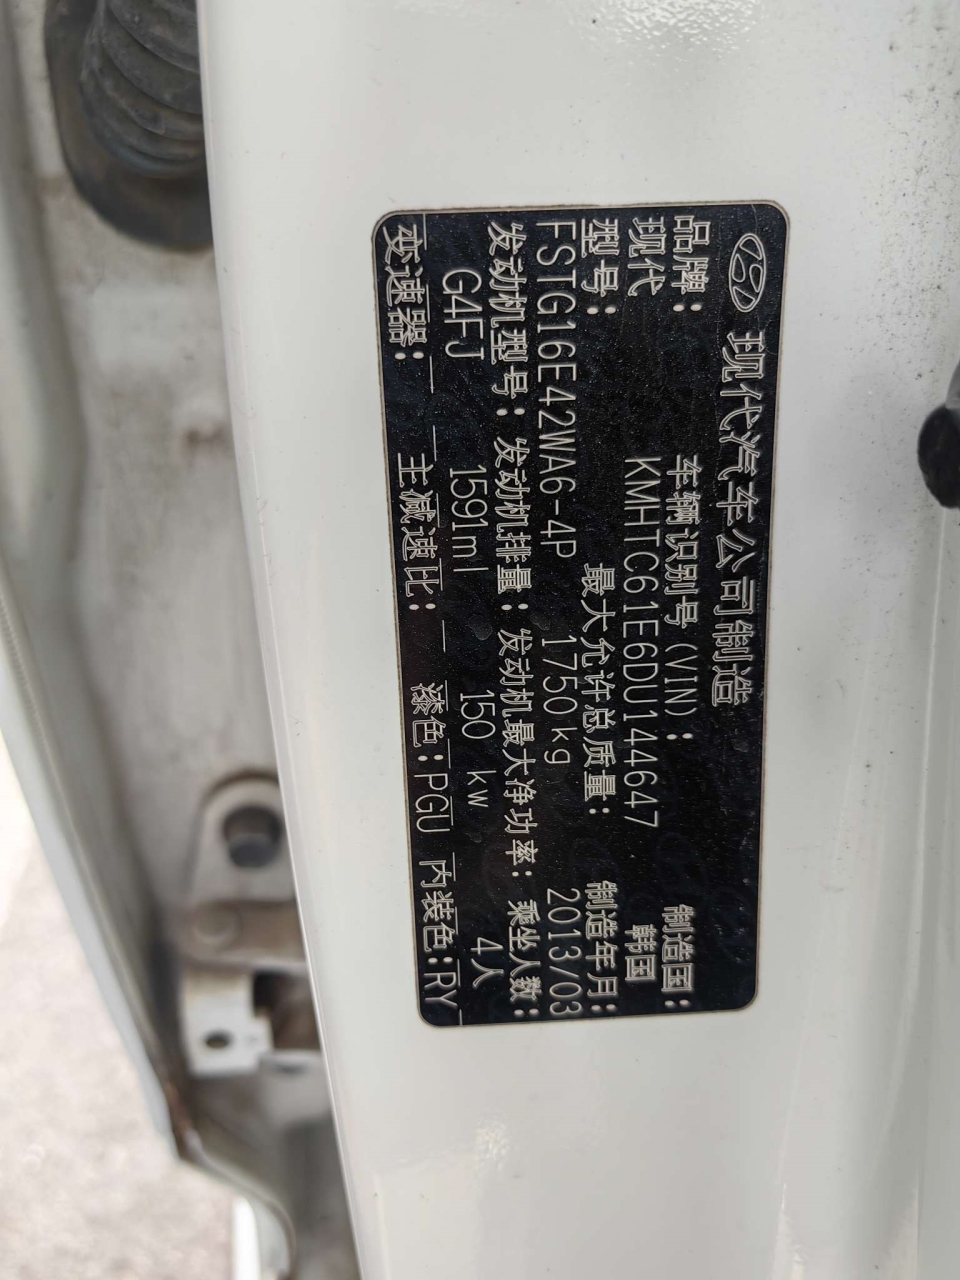 现代汽车公司制造
品牌: 车辆识别号(VIN): 制造国:
现代 KMHTC61E6DU144647 韩国
型号: 最大允许总质量: 制造年月:
FSTG16E42WA6-4P 1750kg 2013/03
发动机型号: 发动机排量: 发动机最大净功率: 乘坐人数:
G4FJ 1591ml 150 kw 4人
变速器: 主减速比: 漆色:PGU 内装色:RY